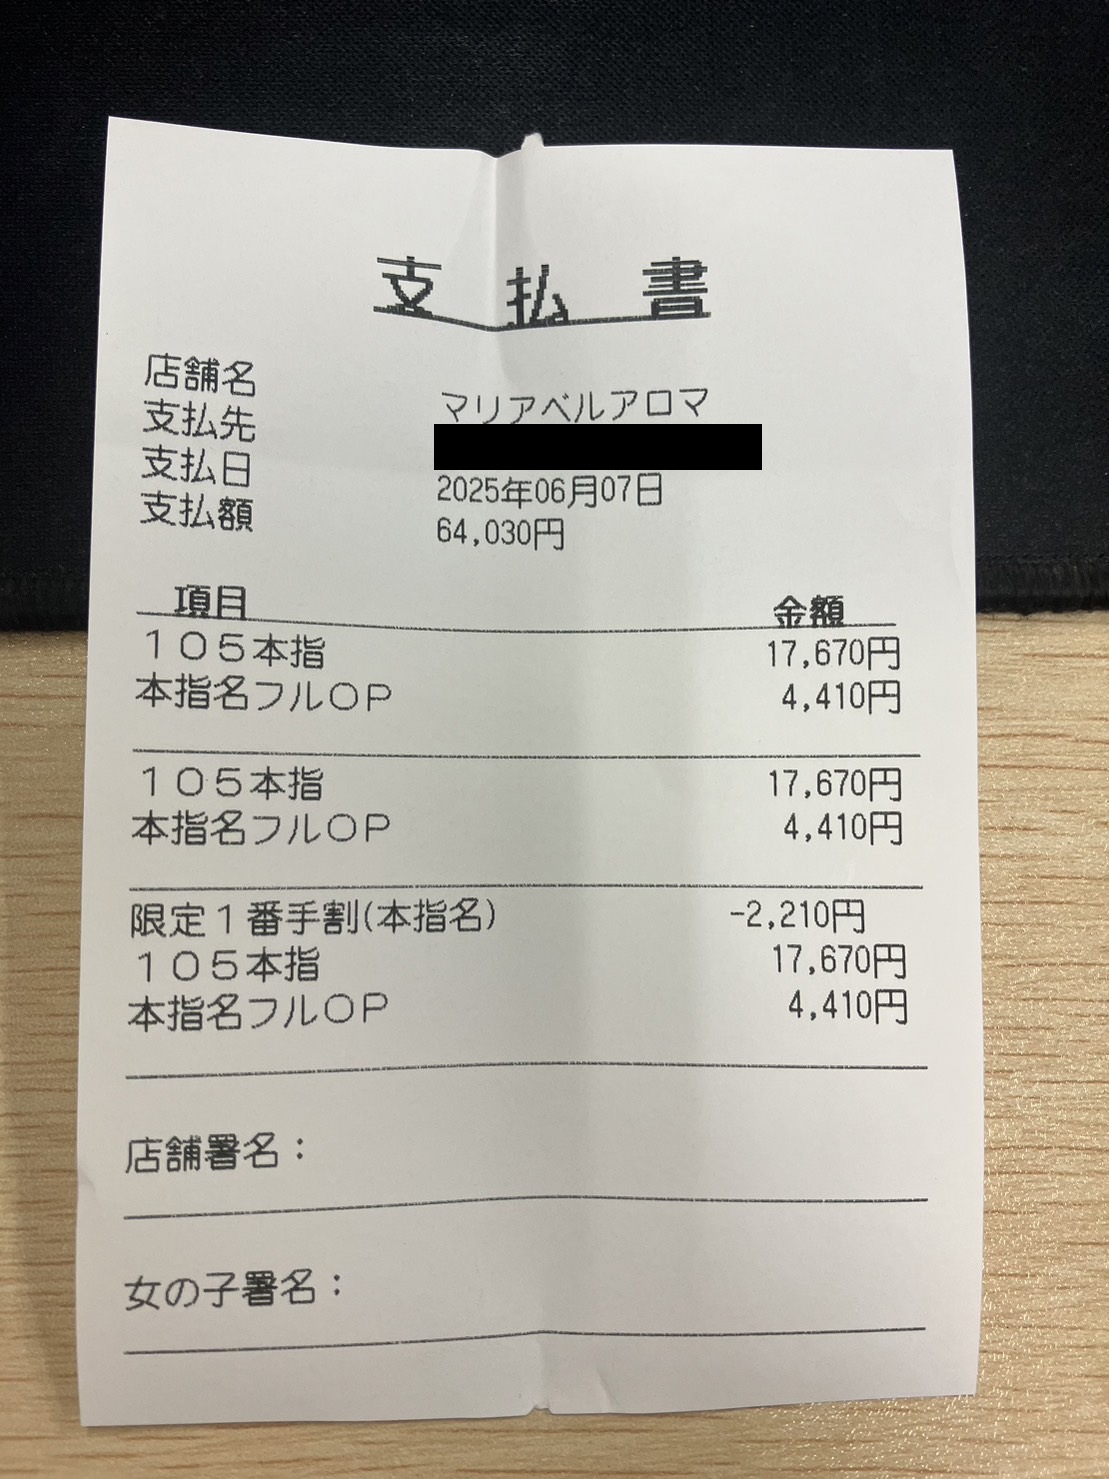 支払書
店舗名 マリアベルアロマ
支払先
支払日 2025年06月07日
支払額 64,030円
項目 金額
105本指 17,670円
本指名フルOP 4,410円
105本指 17,670円
本指名フルOP 4,410円
限定1番手割(本指名) -2,210円
105本指 17,670円
本指名フルOP 4,410円
店舗署名：
女の子署名：